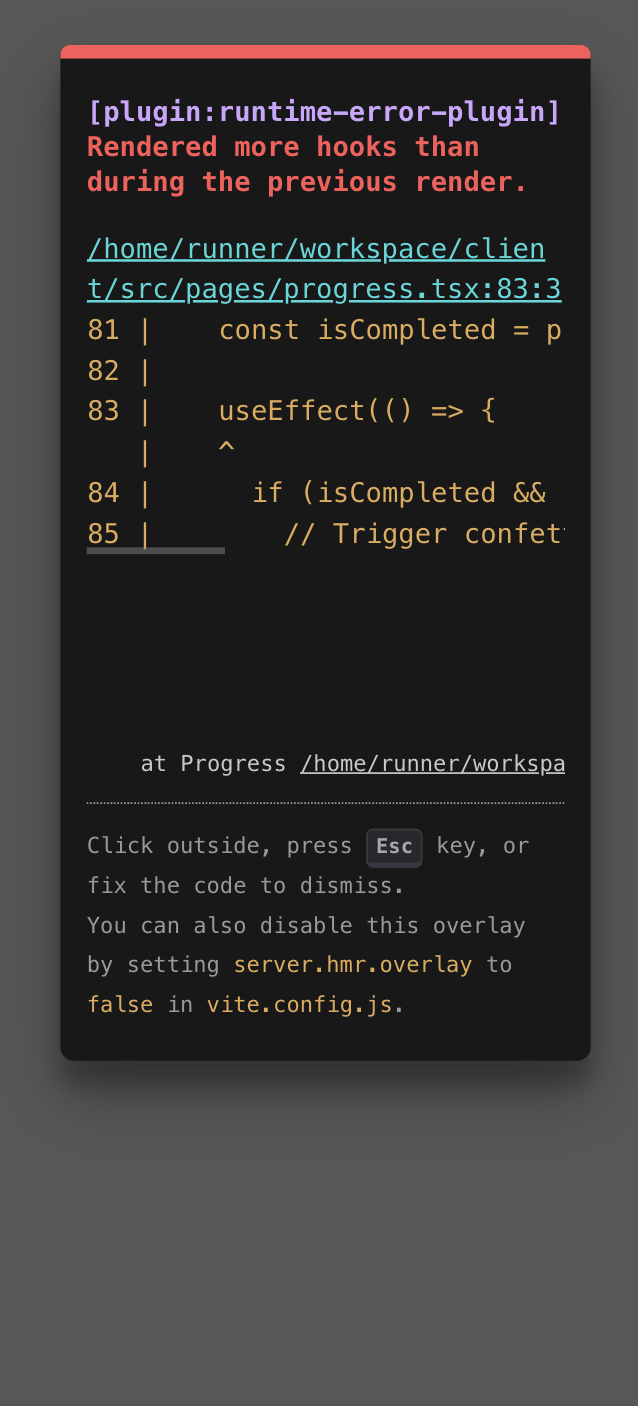 [plugin:runtime-error-plugin]
Rendered more hooks than
during the previous render.
/home/runner/workspace/clien
t/src/pages/progress.tsx:83:3
81 |    const isCompleted = p
82 |
83 |    useEffect(() => {
   |    ^
84 |      if (isCompleted &&
85 |        // Trigger confett
at Progress /home/runner/workspa
Click outside, press Esc key, or
fix the code to dismiss.
You can also disable this overlay
by setting server.hmr.overlay to
false in vite.config.js.